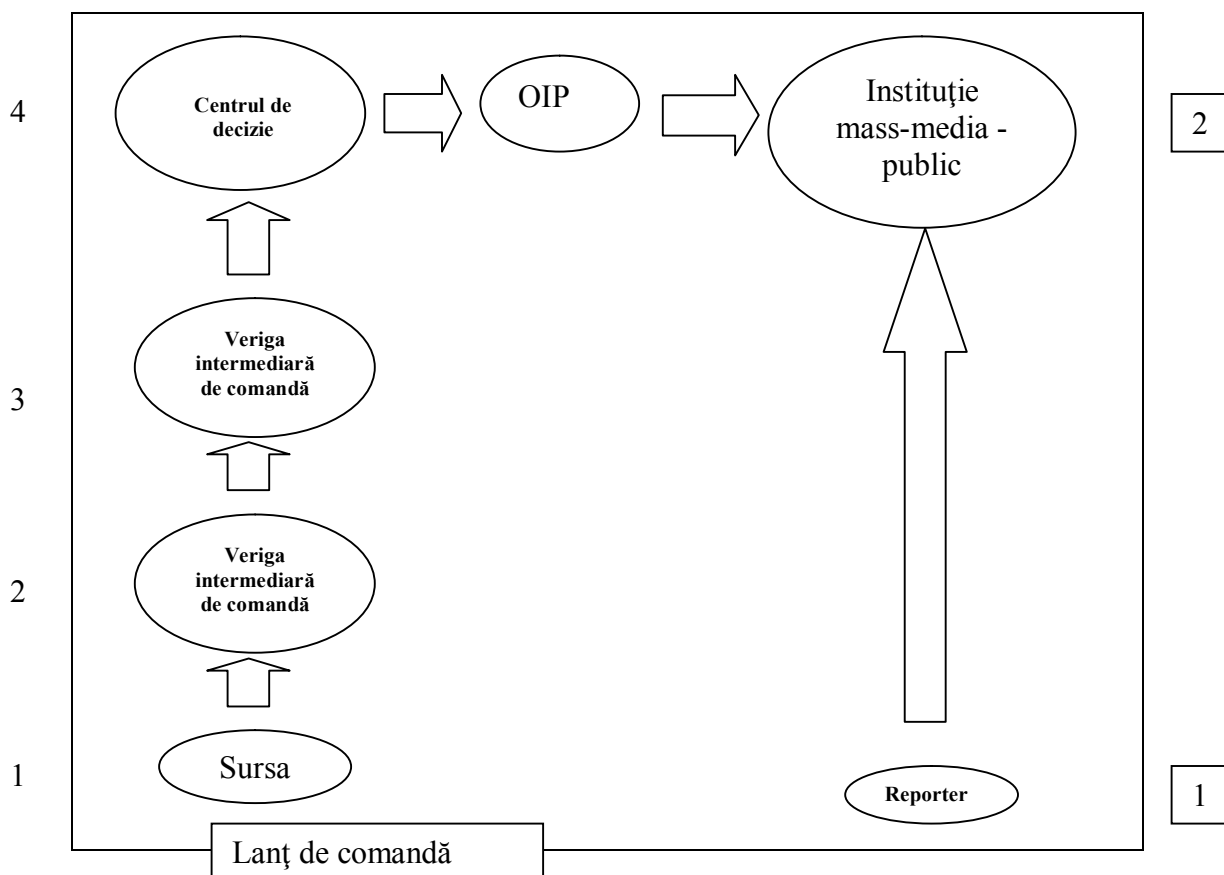 4
Centrul de
decizie
OIP
Instituţie
mass-media -
public
2
Veriga
intermediară
de comandă
3
Veriga
intermediară
de comandă
2
Sursa
1
Reporter
1
Lanţ de comandă